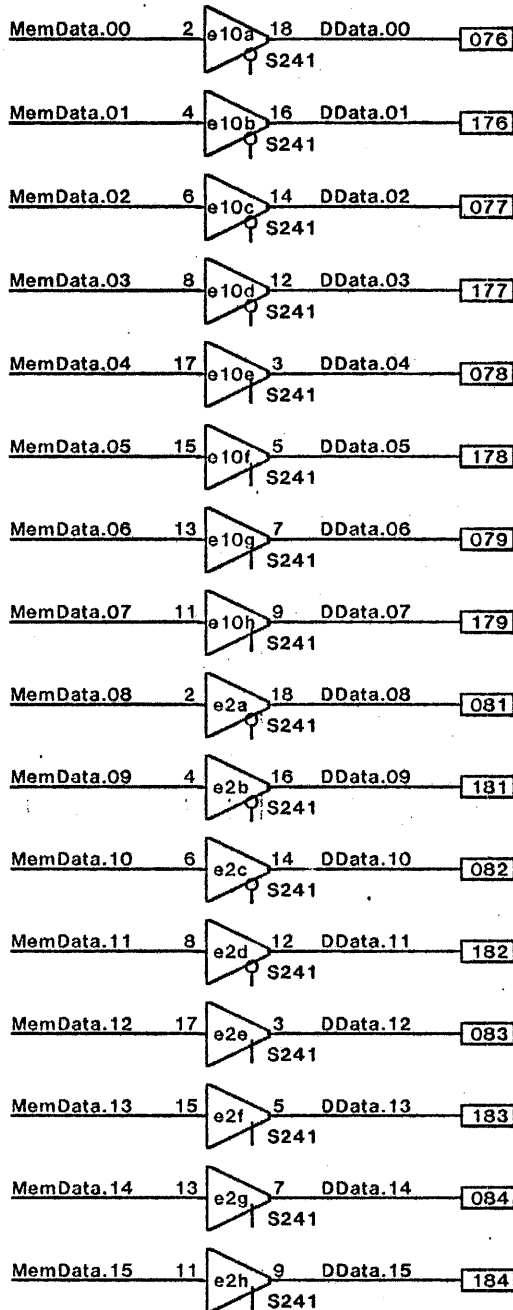 MemData.00 2 e10a 18 DData.00 076
S241
MemData.01 4 e10b 16 DData.01 176
S241
MemData.02 6 e10c 14 DData.02 077
S241
MemData.03 8 e10d 12 DData.03 177
S241
MemData.04 17 e10e 3 DData.04 078
S241
MemData.05 15 e10f 5 DData.05 178
S241
MemData.06 13 e10g 7 DData.06 079
S241
MemData.07 11 e10h 9 DData.07 179
S241
MemData.08 2 e2a 18 DData.08 081
S241
MemData.09 4 e2b 16 DData.09 181
S241
MemData.10 6 e2c 14 DData.10 082
S241
MemData.11 8 e2d 12 DData.11 182
S241
MemData.12 17 e2e 3 DData.12 083
S241
MemData.13 15 e2f 5 DData.13 183
S241
MemData.14 13 e2g 7 DData.14 084
S241
MemData.15 11 e2h 9 DData.15 184
S241